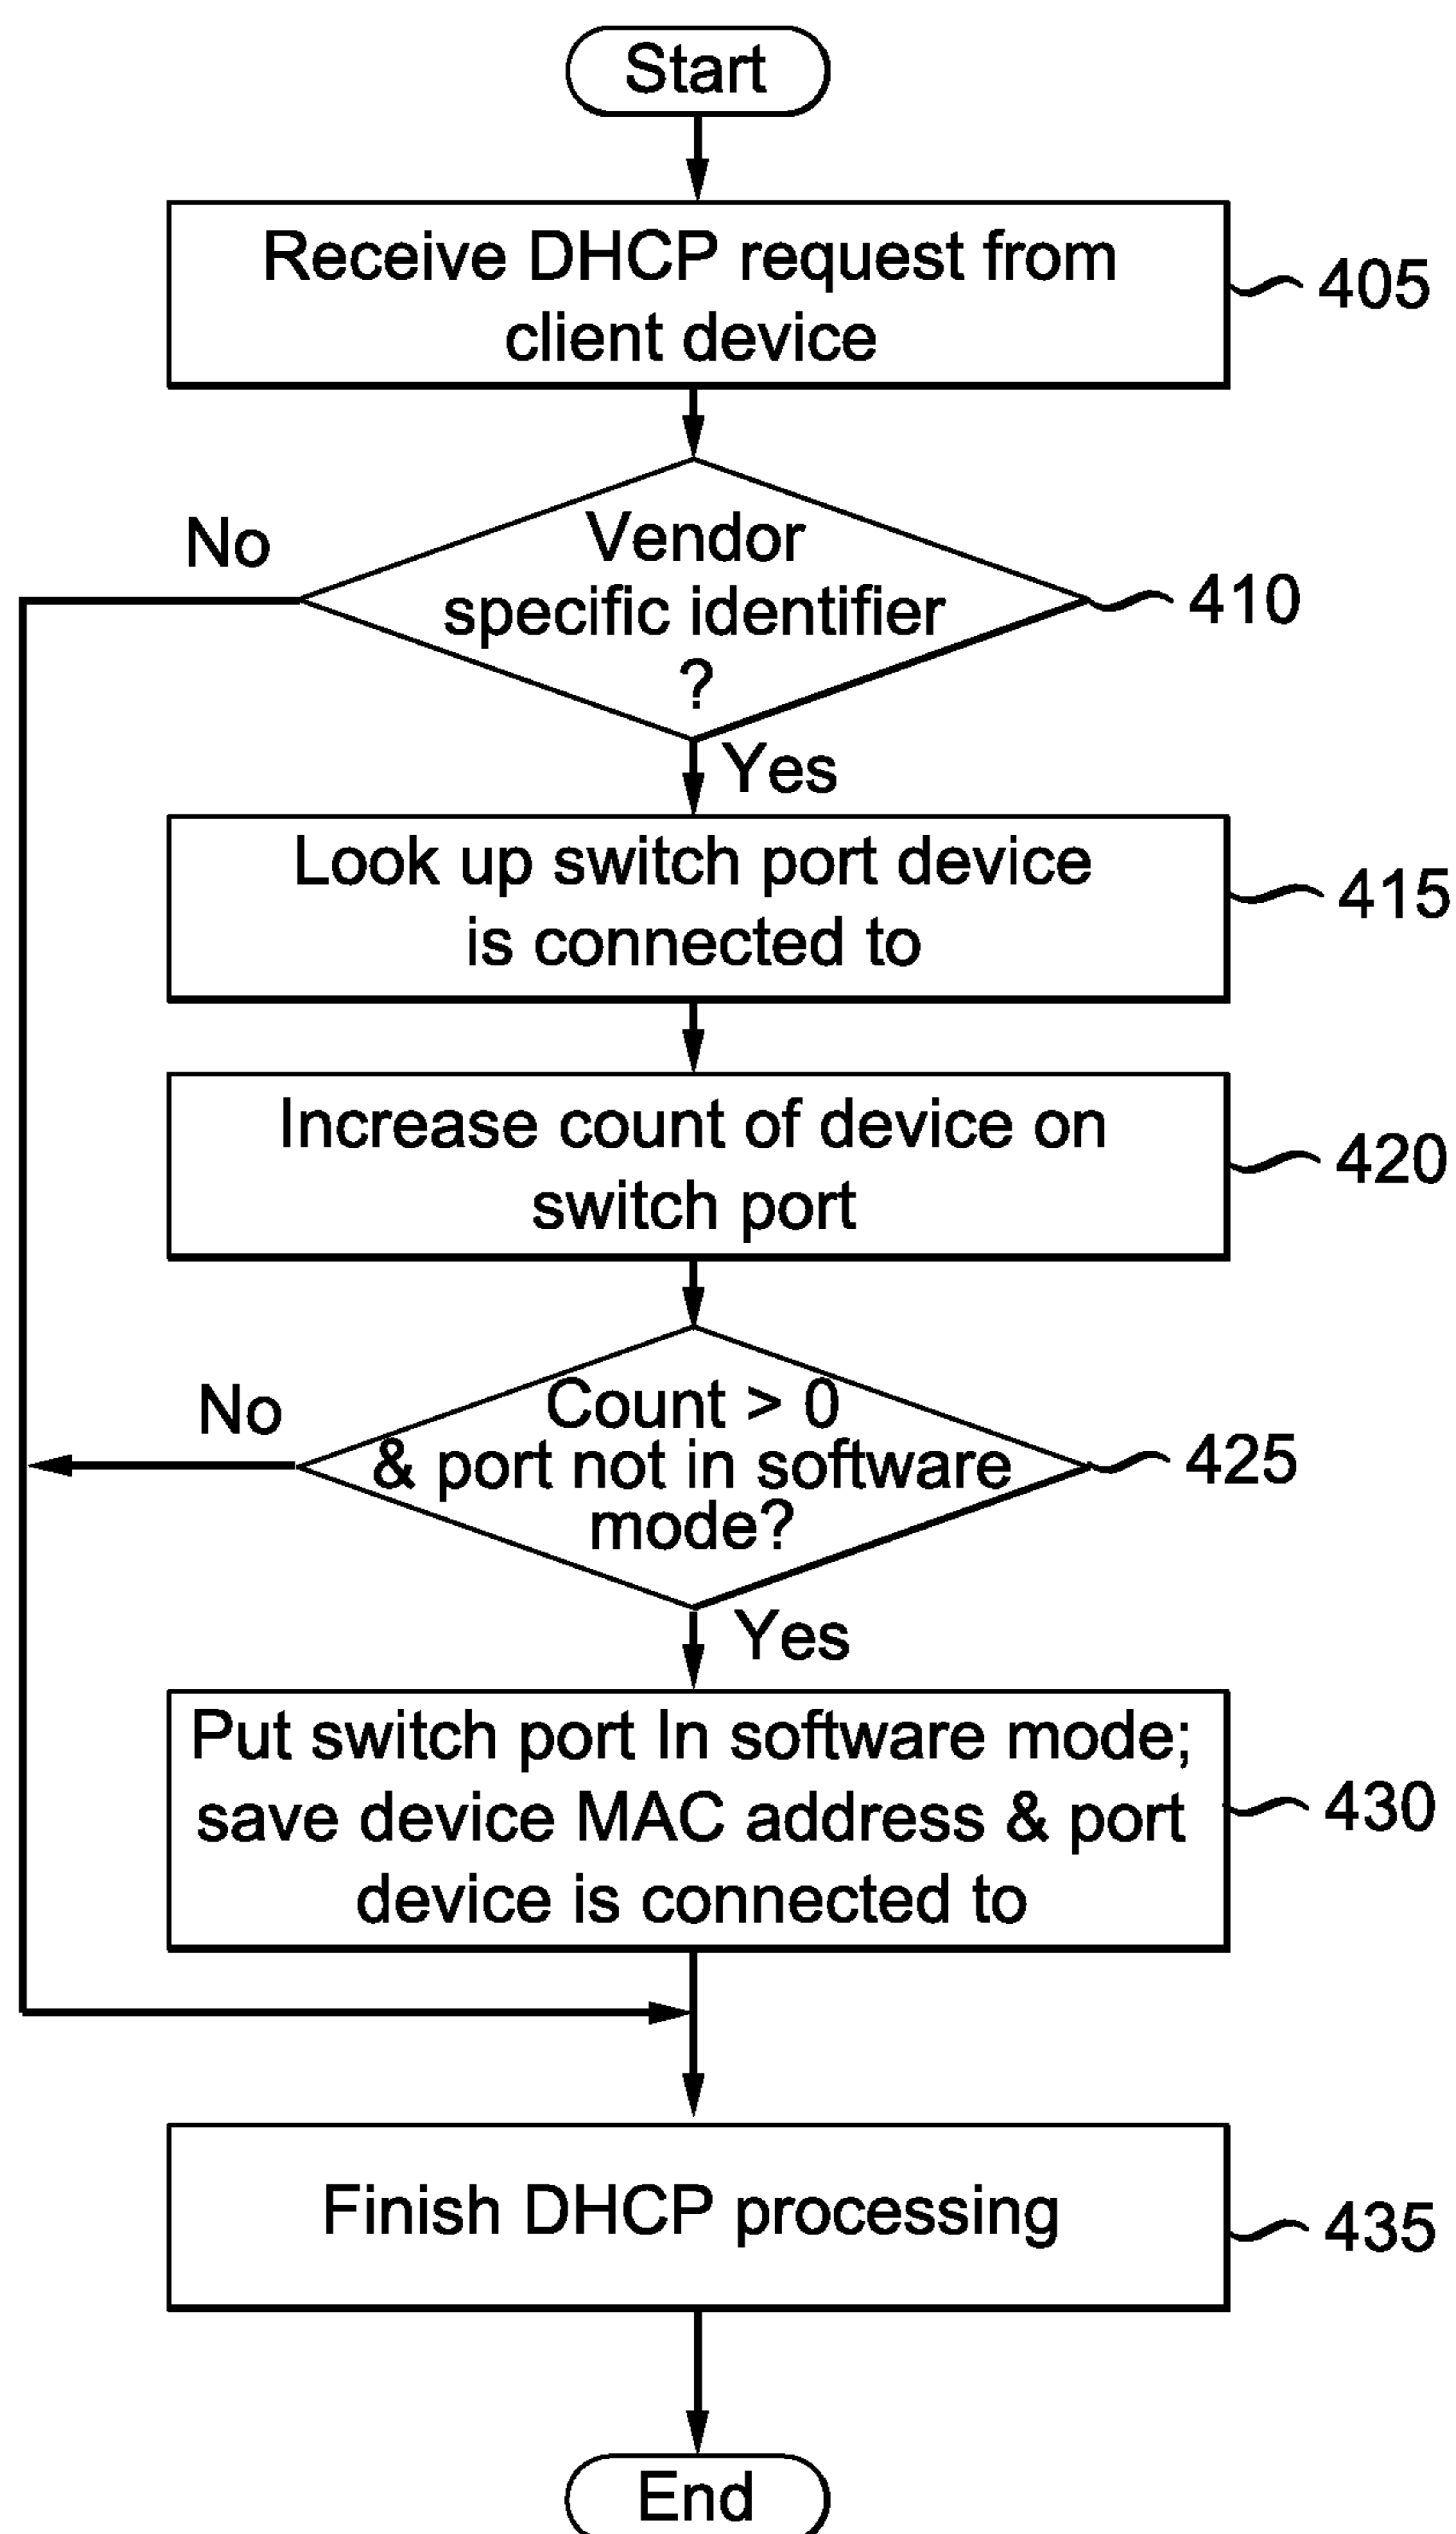 Start
Receive DHCP request from
client device
405
No
Vendor
specific identifier
?
410
Yes
Look up switch port device
is connected to
415
Increase count of device on
switch port
420
No
Count > 0
& port not in software
mode?
425
Yes
Put switch port In software mode;
save device MAC address & port
device is connected to
430
Finish DHCP processing
435
End